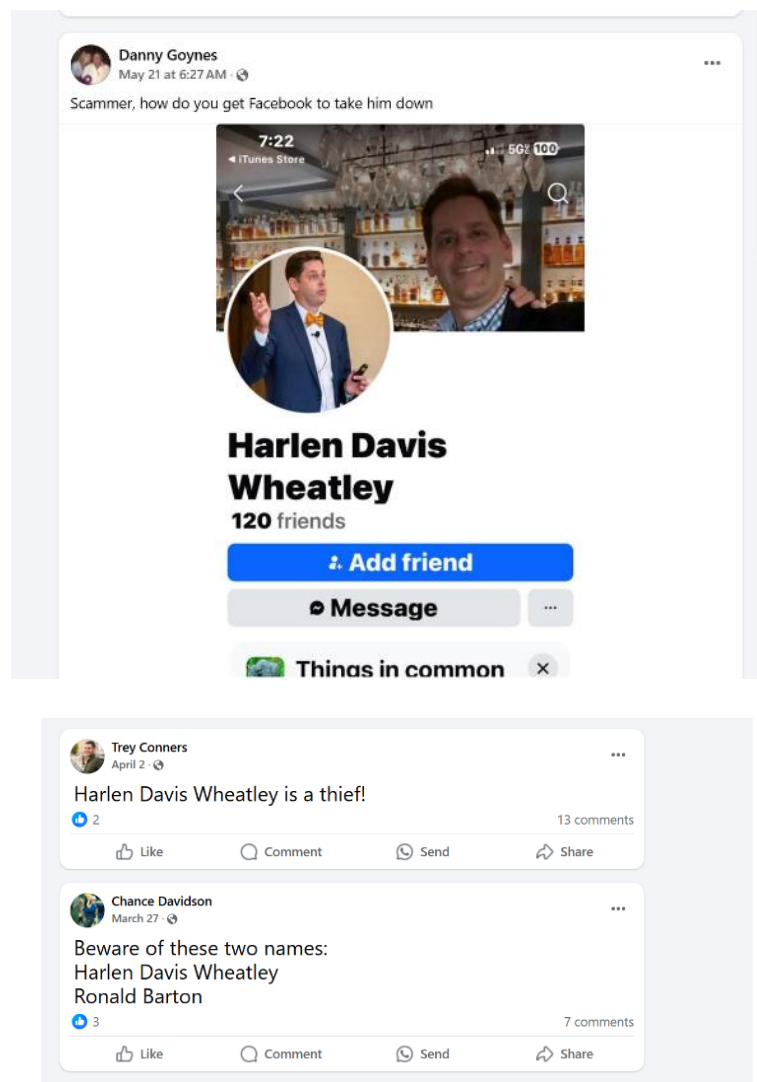 Danny Goynes
May 21 at 6:27 AM ·
Scammer, how do you get Facebook to take him down
7:22
iTunes Store
5G 100
Harlen Davis
Wheatley
120 friends
Add friend
Message
Things in common
Trey Conners
April 2 ·
Harlen Davis Wheatley is a thief!
2
13 comments
Like Comment Send Share
Chance Davidson
March 27 ·
Beware of these two names:
Harlen Davis Wheatley
Ronald Barton
3
7 comments
Like Comment Send Share